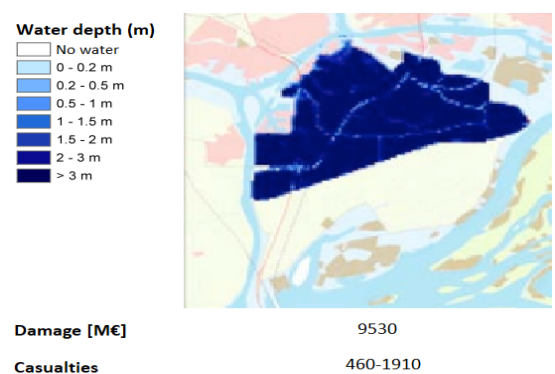 Water depth (m)
No water
0 - 0.2 m
0.2 - 0.5 m
0.5 - 1 m
1 - 1.5 m
1.5 - 2 m
2 - 3 m
> 3 m
Damage [M€] 9530
Casualties 460-1910